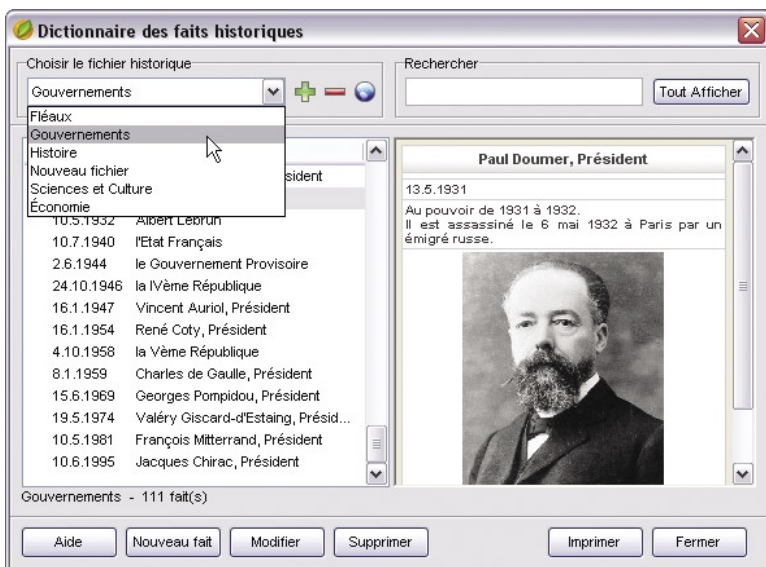 Dictionnaire des faits historiques
Choisir le fichier historique
Gouvernements
Fléaux
Gouvernements
Histoire
Nouveau fichier
Sciences et Culture
Économie
Rechercher
Tout Afficher
sident
10.5.1932 Albert Lebrun
10.7.1940 l'Etat Français
2.6.1944 le Gouvernement Provisoire
24.10.1946 la IVème République
16.1.1947 Vincent Auriol, Président
16.1.1954 René Coty, Président
4.10.1958 la Vème République
8.1.1959 Charles de Gaulle, Président
15.6.1969 Georges Pompidou, Président
19.5.1974 Valéry Giscard-d'Estaing, Présid...
10.5.1981 François Mitterrand, Président
10.6.1995 Jacques Chirac, Président
Paul Doumer, Président
13.5.1931
Au pouvoir de 1931 à 1932.
Il est assassiné le 6 mai 1932 à Paris par un
émigré russe.
Gouvernements - 111 fait(s)
Aide
Nouveau fait
Modifier
Supprimer
Imprimer
Fermer